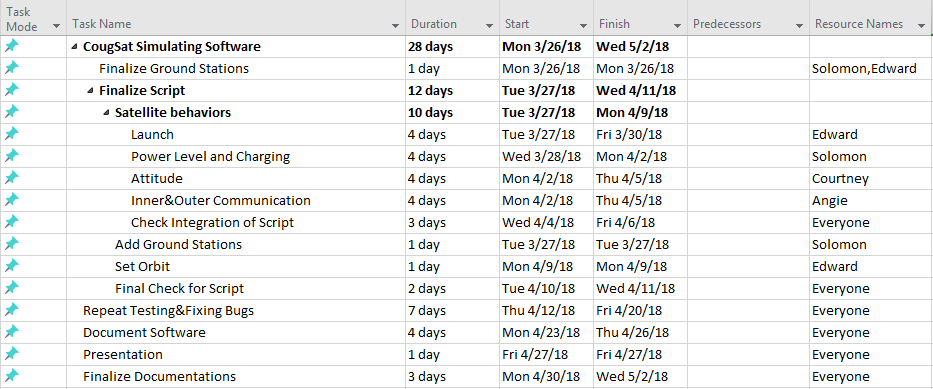 Task Mode Task Name Duration Start Finish Predecessors Resource Names
CougSat Simulating Software 28 days Mon 3/26/18 Wed 5/2/18
Finalize Ground Stations 1 day Mon 3/26/18 Mon 3/26/18 Solomon,Edward
Finalize Script 12 days Tue 3/27/18 Wed 4/11/18
Satellite behaviors 10 days Tue 3/27/18 Mon 4/9/18
Launch 4 days Tue 3/27/18 Fri 3/30/18 Edward
Power Level and Charging 4 days Wed 3/28/18 Mon 4/2/18 Solomon
Attitude 4 days Mon 4/2/18 Thu 4/5/18 Courtney
Inner&Outer Communication 4 days Mon 4/2/18 Thu 4/5/18 Angie
Check Integration of Script 3 days Wed 4/4/18 Fri 4/6/18 Everyone
Add Ground Stations 1 day Tue 3/27/18 Tue 3/27/18 Solomon
Set Orbit 1 day Mon 4/9/18 Mon 4/9/18 Edward
Final Check for Script 2 days Tue 4/10/18 Wed 4/11/18 Everyone
Repeat Testing&Fixing Bugs 7 days Thu 4/12/18 Fri 4/20/18 Everyone
Document Software 4 days Mon 4/23/18 Thu 4/26/18 Everyone
Presentation 1 day Fri 4/27/18 Fri 4/27/18 Everyone
Finalize Documentations 3 days Mon 4/30/18 Wed 5/2/18 Everyone